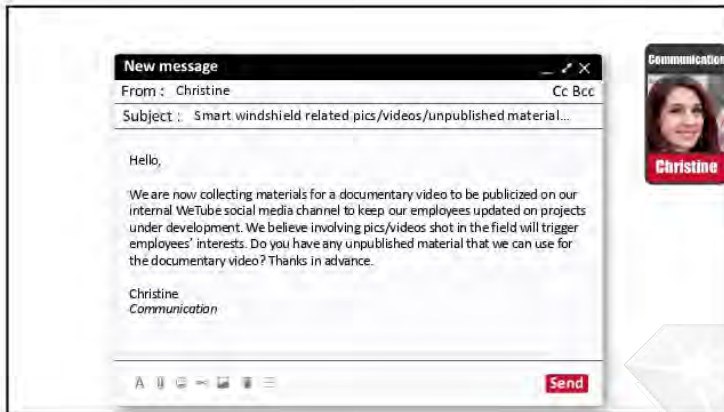 New message
From : Christine Cc Bcc
Subject : Smart windshield related pics/videos/unpublished material...
Hello,
We are now collecting materials for a documentary video to be publicized on our
internal WeTube social media channel to keep our employees updated on projects
under development. We believe involving pics/videos shot in the field will trigger
employees' interests. Do you have any unpublished material that we can use for
the documentary video? Thanks in advance.
Christine
Communication
Send
Communication
Christine